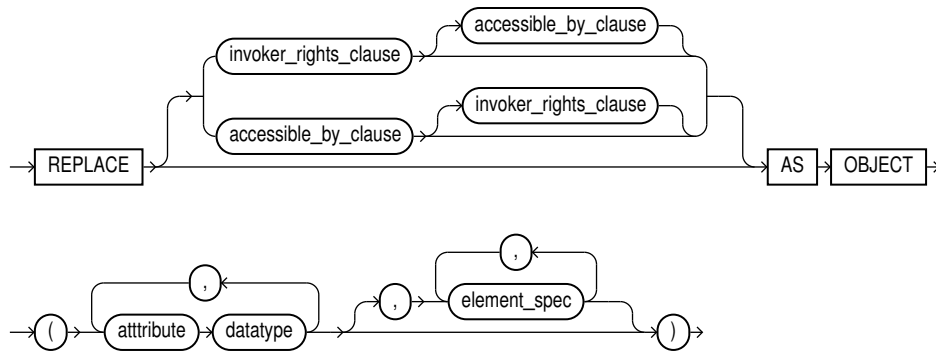 accessible_by_clause
invoker_rights_clause
invoker_rights_clause
accessible_by_clause
REPLACE AS OBJECT
, ,
, element_spec
( atttribute datatype )